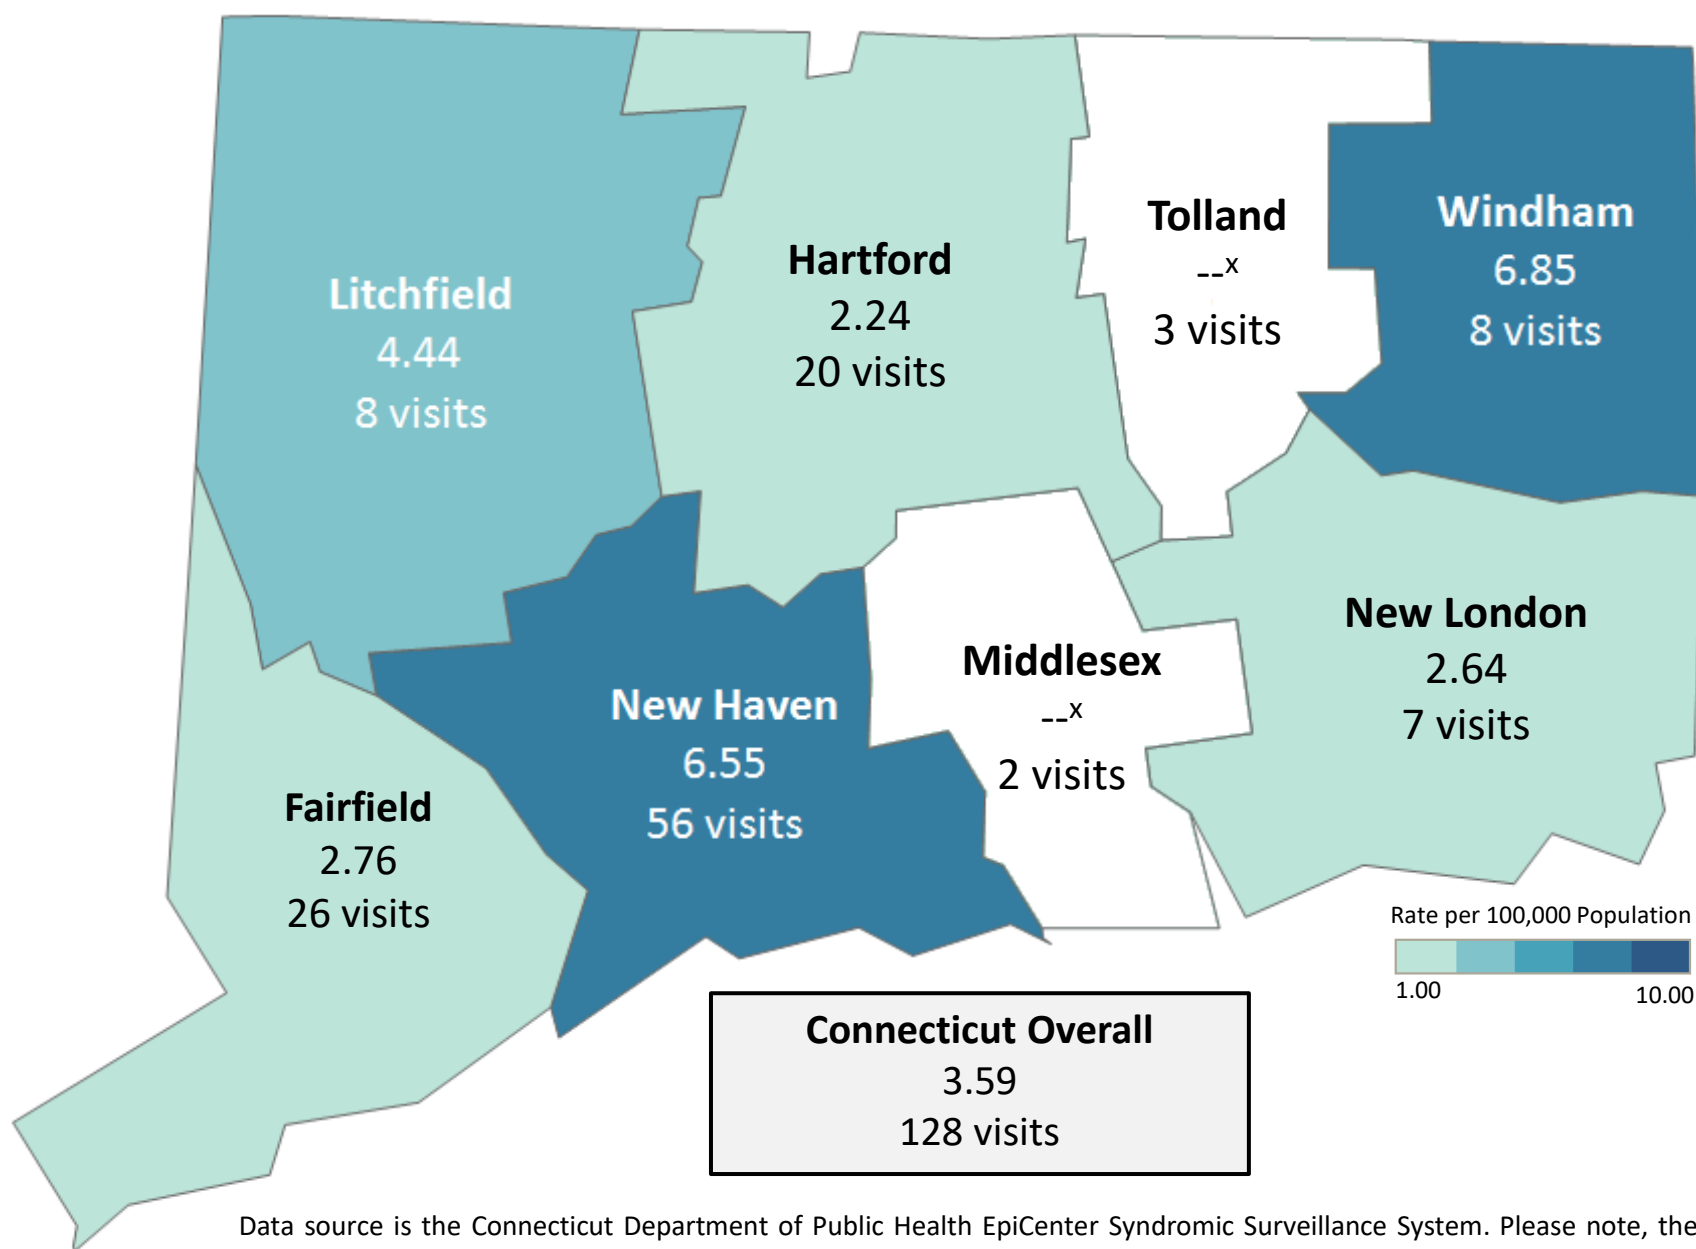 Litchfield
4.44
8 visits
Hartford
2.24
20 visits
Tolland
--x
3 visits
Windham
6.85
8 visits
Fairfield
2.76
26 visits
New Haven
6.55
56 visits
Middlesex
--x
2 visits
New London
2.64
7 visits
Rate per 100,000 Population
1.00 10.00
Connecticut Overall
3.59
128 visits
Data source is the Connecticut Department of Public Health EpiCenter Syndromic Surveillance System. Please note, the